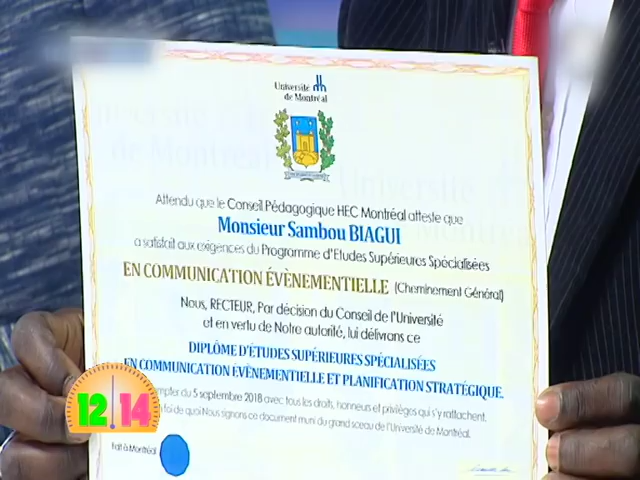 Université
de Montréal
Attendu que le Conseil Pédagogique HEC Montréal atteste que
Monsieur Sambou BIAGUI
a satisfait aux exigences du Programme d'Etudes Supérieures Spécialisées
EN COMMUNICATION ÉVÈNEMENTIELLE (Cheminement Général)
Nous, RECTEUR, Par décision du Conseil de l'Université
et en vertu de Notre autorité, lui délivrons ce
DIPLÔME D'ÉTUDES SUPÉRIEURES SPÉCIALISÉES
EN COMMUNICATION ÉVÈNEMENTIELLE ET PLANIFICATION STRATÉGIQUE.
du 5 septembre 2018 avec tous les droits, honneurs et privilèges qui s'y rattachent.
foi de quoi Nous signons ce document muni du grand sceau de l'Université de Montréal.
Fait à Montréal
12 14